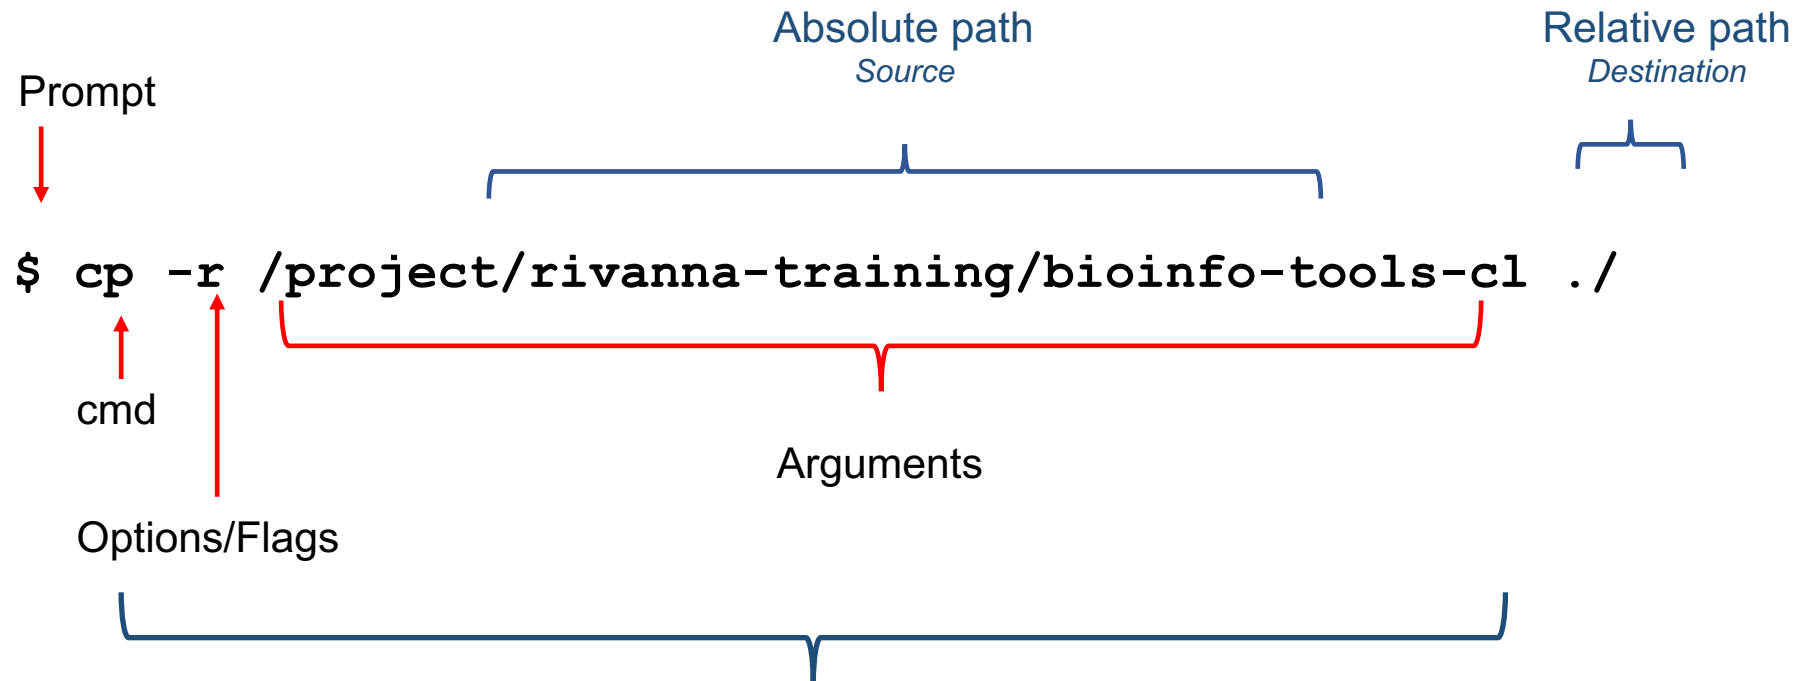 Absolute path
Source
Relative path
Destination
Prompt
$ cp -r /project/rivanna-training/bioinfo-tools-cl ./
cmd
Arguments
Options/Flags